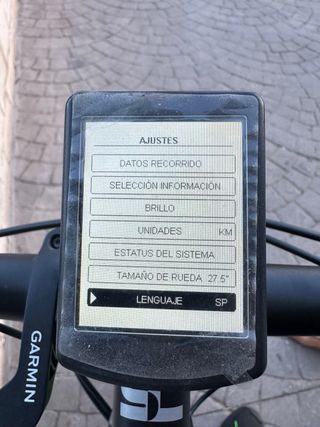 AJUSTES
DATOS RECORRIDO
SELECCIÓN INFORMACIÓN
BRILLO
UNIDADES KM
ESTATUS DEL SISTEMA
TAMAÑO DE RUEDA 27.5"
LENGUAJE SP
GARMIN